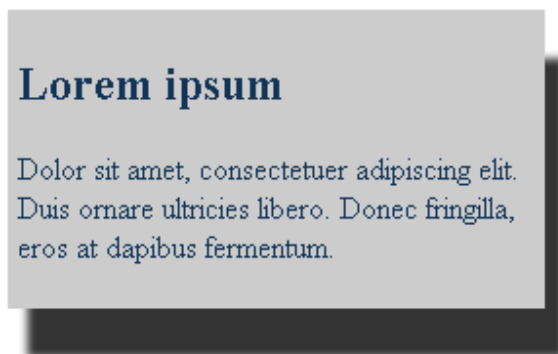 Lorem ipsum
Dolor sit amet, consectetuer adipiscing elit.
Duis ornare ultricies libero. Donec fringilla,
eros at dapibus fermentum.